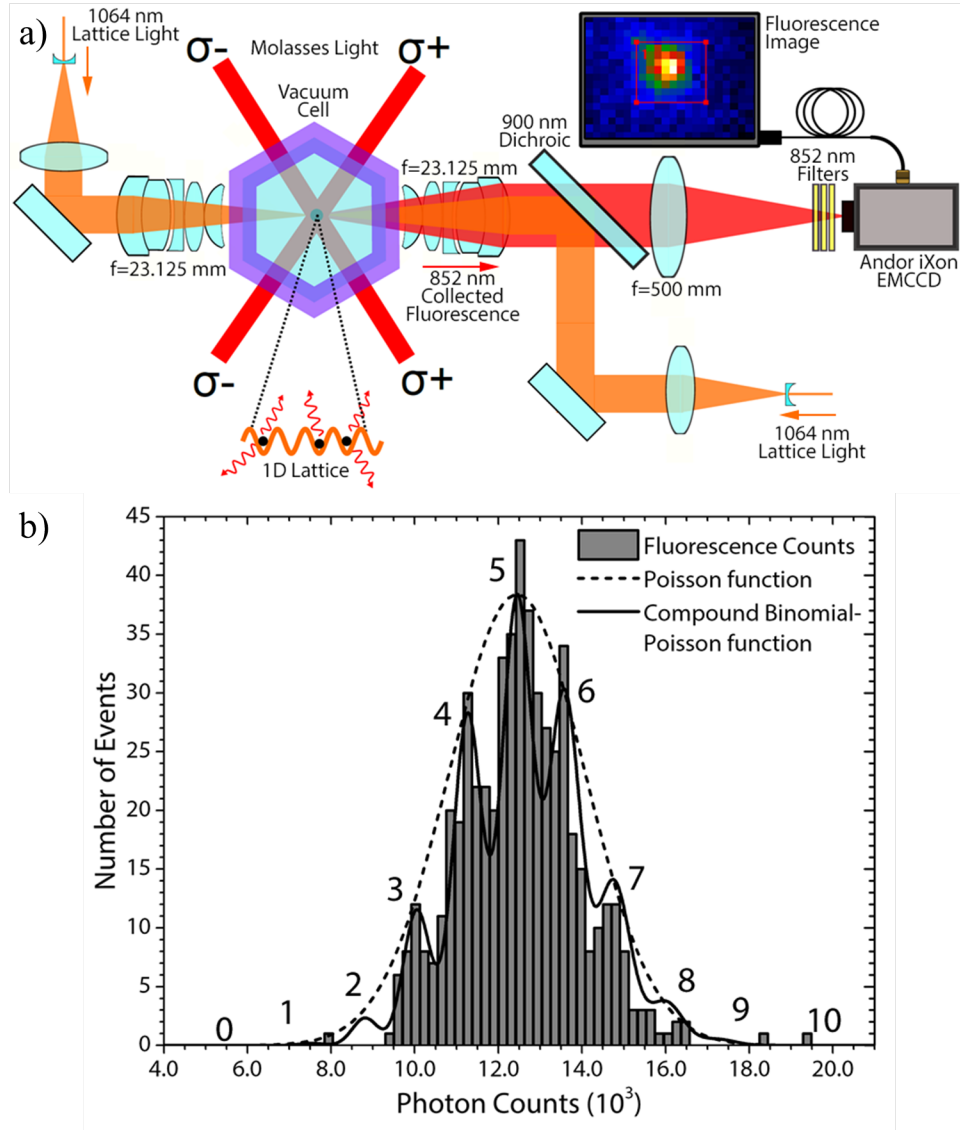 a)
1064 nm
Lattice Light
σ-
Molasses Light
σ+
Vacuum
Cell
900 nm
Dichroic
Fluorescence
Image
852 nm
Filters
f=23.125 mm
f=23.125 mm
852 nm
Collected
Fluorescence
f=500 mm
Andor iXon
EMCCD
σ-
σ+
1D Lattice
1064 nm
Lattice Light
b)
Fluorescence Counts
Poisson function
Compound Binomial-
Poisson function
Number of Events
45
40
35
30
25
20
15
10
5
0
0
1
2
3
4
5
6
7
8
9
10
4.0
6.0
8.0
10.0
12.0
14.0
16.0
18.0
20.0
Photon Counts (10³)